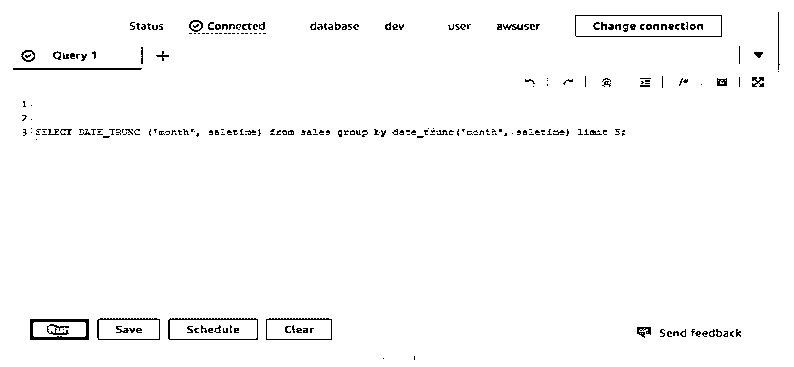 Status Connected database dev user awsuser Change connection
Query 1 +
1
2
3 SELECT DATE_TRUNC ("month", saletime) from sales group by date_trunc("month", saletime) limit 5;
Run Save Schedule Clear Send feedback